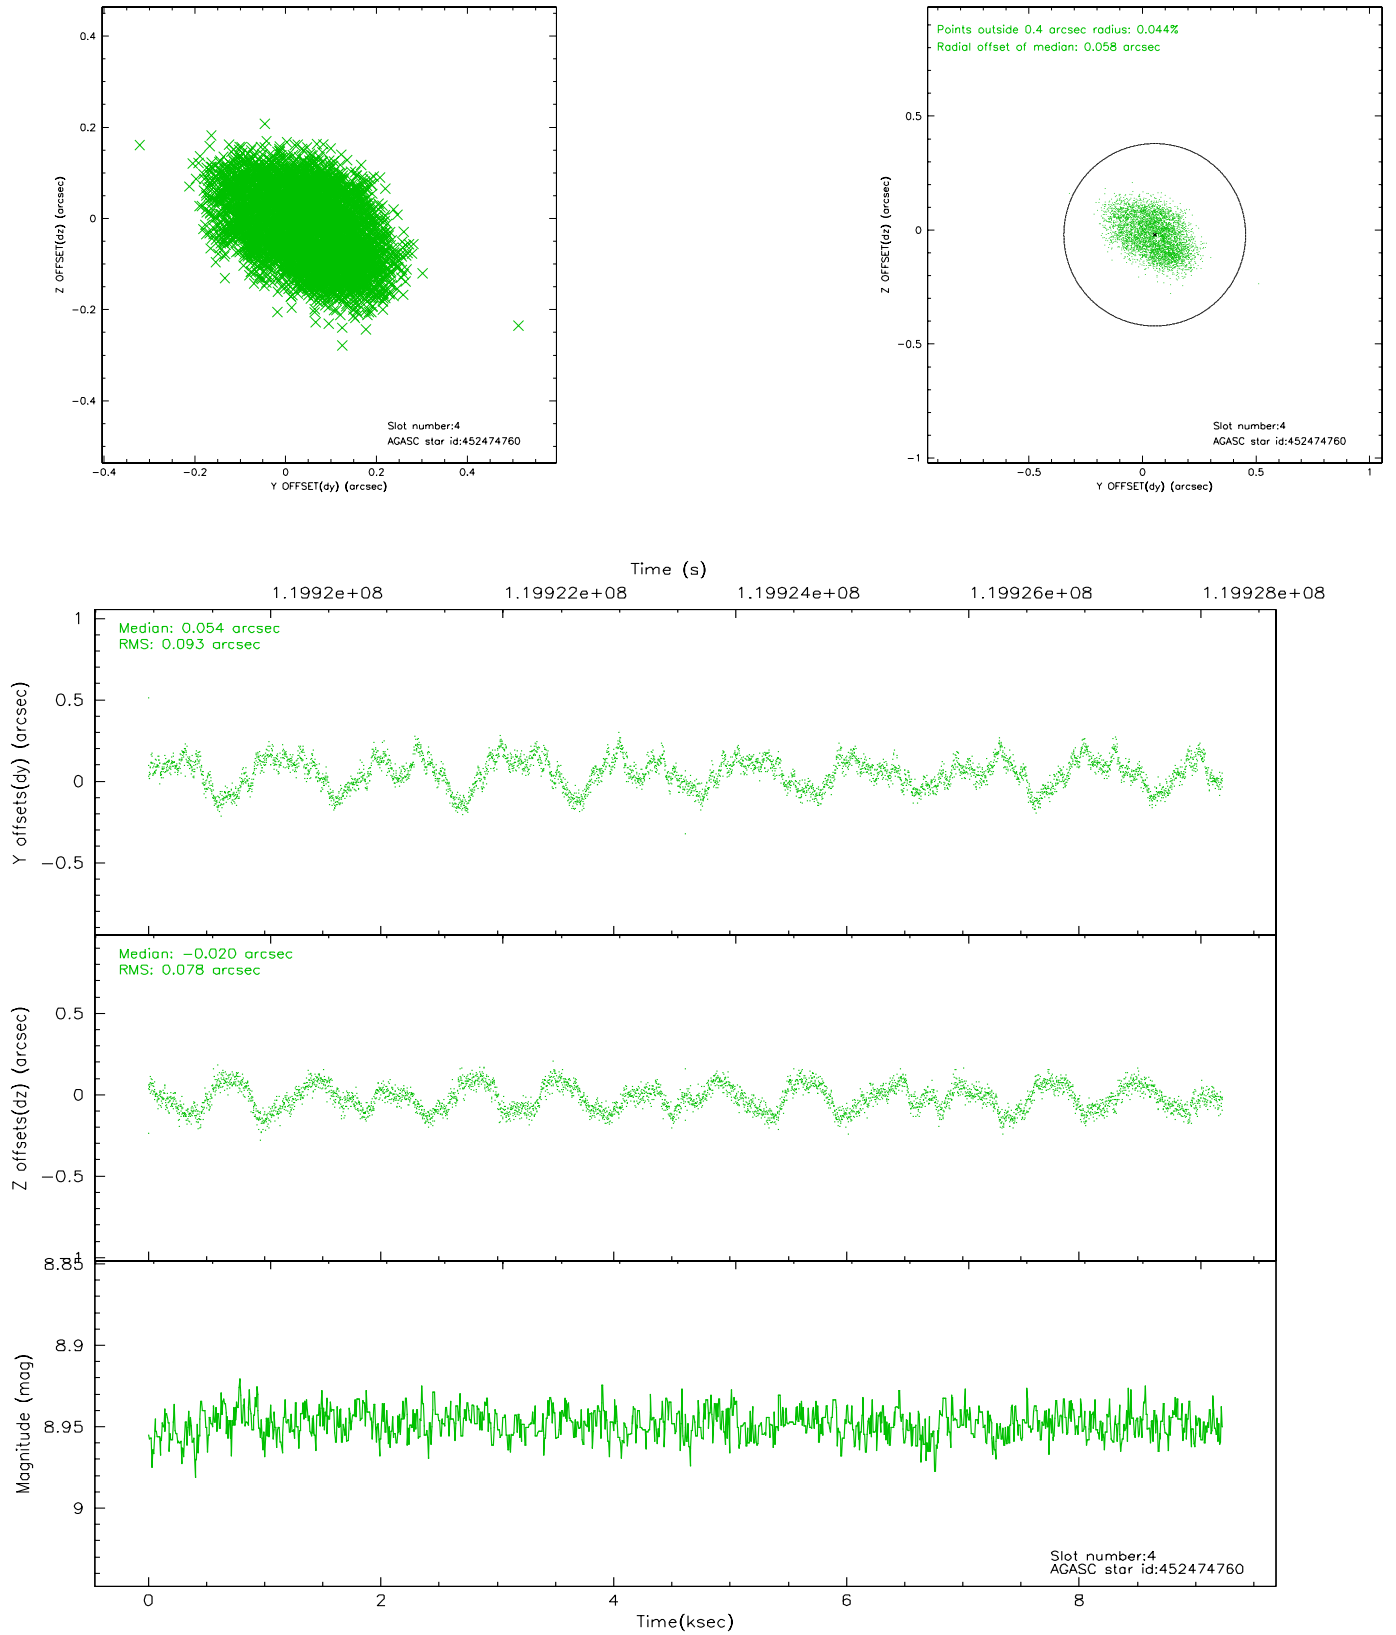 0.4
0.2
0
−0.2
−0.4
Z OFFSET(dz) (arcsec)
Slot number:4
AGASC star id:452474760
−0.4 −0.2 0 0.2 0.4
Y OFFSET(dy) (arcsec)
Points outside 0.4 arcsec radius: 0.044%
Radial offset of median: 0.058 arcsec
0.5
0
−0.5
−1
Z OFFSET(dz) (arcsec)
Slot number:4
AGASC star id:452474760
−0.5 0 0.5 1
Y OFFSET(dy) (arcsec)
Time (s)
1.1992e+08 1.19922e+08 1.19924e+08 1.19926e+08 1.19928e+08
Median: 0.054 arcsec
RMS: 0.093 arcsec
1
0.5
0
−0.5
Y offsets(dy) (arcsec)
Median: −0.020 arcsec
RMS: 0.078 arcsec
0.5
0
−0.5
−1
Z offsets(dz) (arcsec)
8.85
8.9
8.95
9
Magnitude (mag)
Slot number:4
AGASC star id:452474760
0 2 4 6 8
Time(ksec)